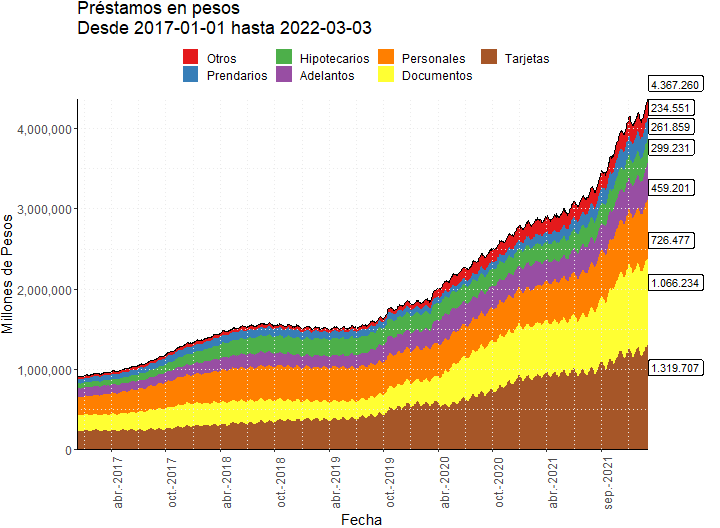 Préstamos en pesos
Desde 2017-01-01 hasta 2022-03-03
Otros Hipotecarios Personales Tarjetas
Prendarios Adelantos Documentos
4.367.260
234.551
261.859
299.231
459.201
726.477
1.066.234
1.319.707
4,000,000
3,000,000
2,000,000
1,000,000
0
Millones de Pesos
abr.-2017
oct.-2017
abr.-2018
oct.-2018
abr.-2019
oct.-2019
abr.-2020
oct.-2020
abr.-2021
sep.-2021
Fecha